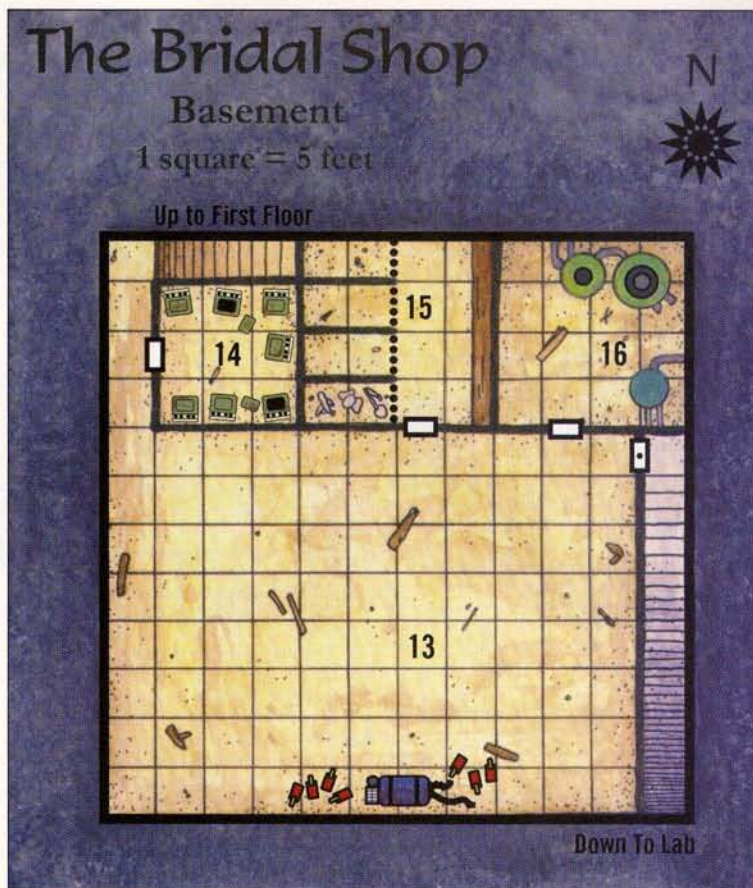 The Bridal Shop
Basement
1 square = 5 feet
N
Up to First Floor
15
14
16
13
Down To Lab